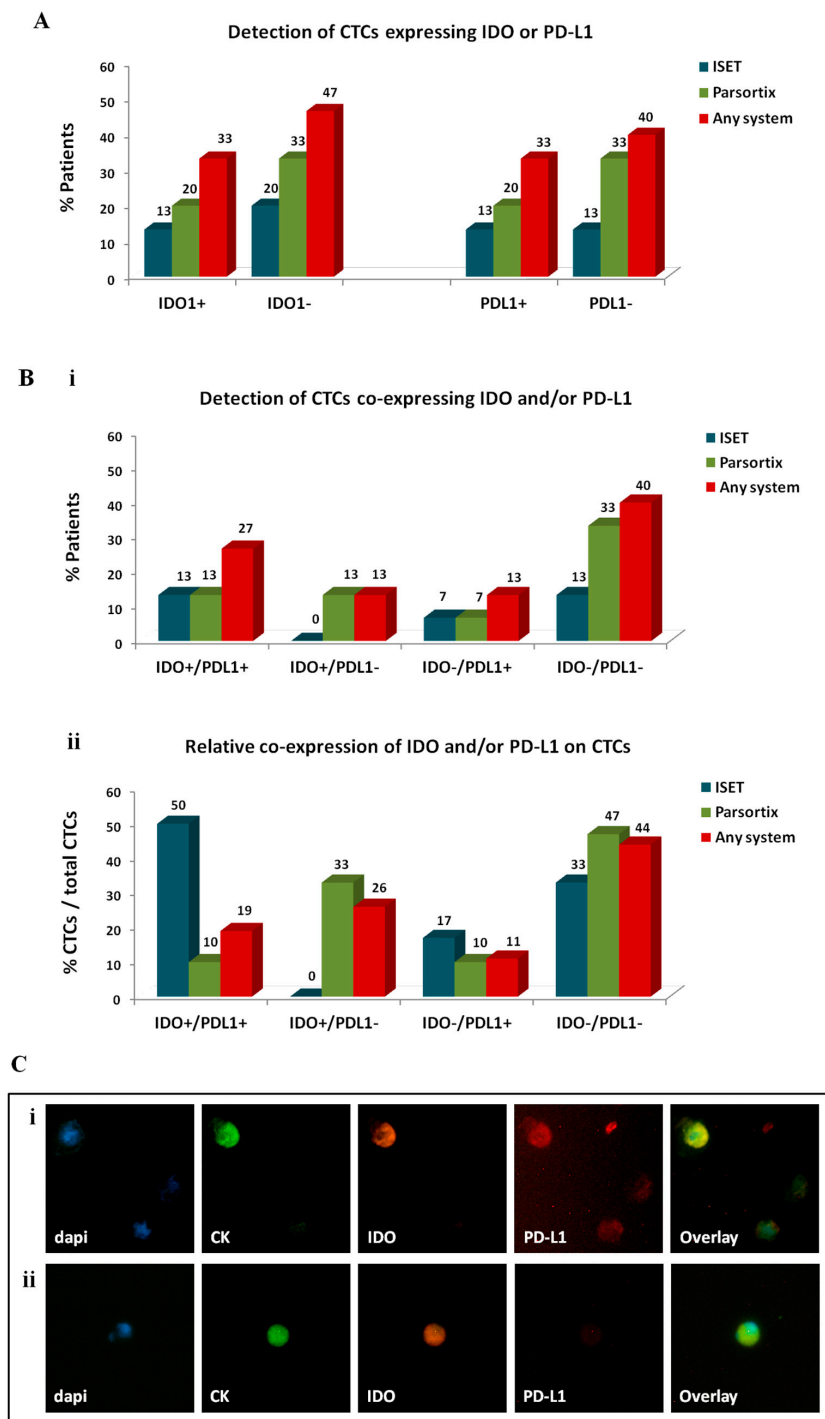 A
Detection of CTCs expressing IDO or PD-L1
% Patients
60
50
40
30
20
10
0
13 20 33
20 33 47
13 20 33
13 33 40
IDO1+ IDO1- PDL1+ PDL1-
ISET
Parsortix
Any system
B i
Detection of CTCs co-expressing IDO and/or PD-L1
% Patients
60
50
40
30
20
10
0
13 13 27
0 13 13
7 7 13
13 33 40
IDO+/PDL1+ IDO+/PDL1- IDO-/PDL1+ IDO-/PDL1-
ISET
Parsortix
Any system
ii
Relative co-expression of IDO and/or PD-L1 on CTCs
% CTCs / total CTCs
60
50
40
30
20
10
0
50 10 19
0 33 26
17 10 11
33 47 44
IDO+/PDL1+ IDO+/PDL1- IDO-/PDL1+ IDO-/PDL1-
ISET
Parsortix
Any system
C
i
dapi CK IDO PD-L1 Overlay
ii
dapi CK IDO PD-L1 Overlay